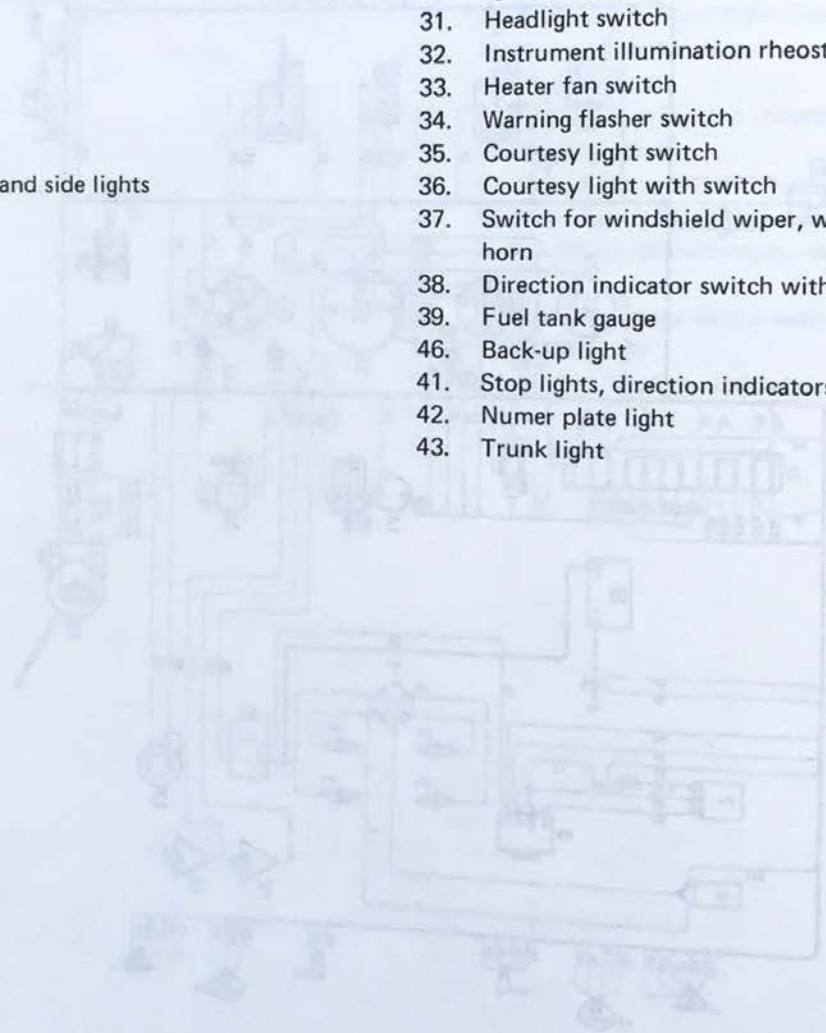 and side lights
31. Headlight switch
32. Instrument illumination rheost
33. Heater fan switch
34. Warning flasher switch
35. Courtesy light switch
36. Courtesy light with switch
37. Switch for windshield wiper, w
horn
38. Direction indicator switch with
39. Fuel tank gauge
46. Back-up light
41. Stop lights, direction indicators
42. Numer plate light
43. Trunk light